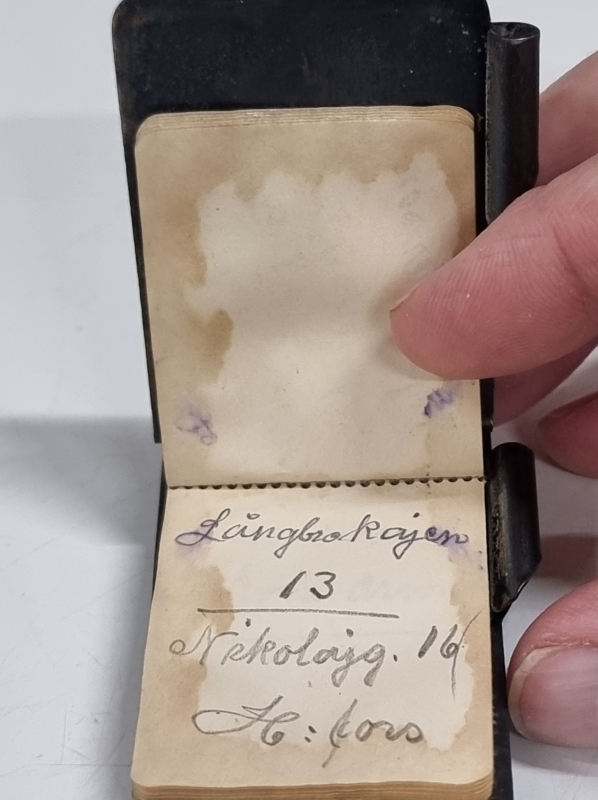 Långbrokajen
13
Nikolajg. 16
H:fors